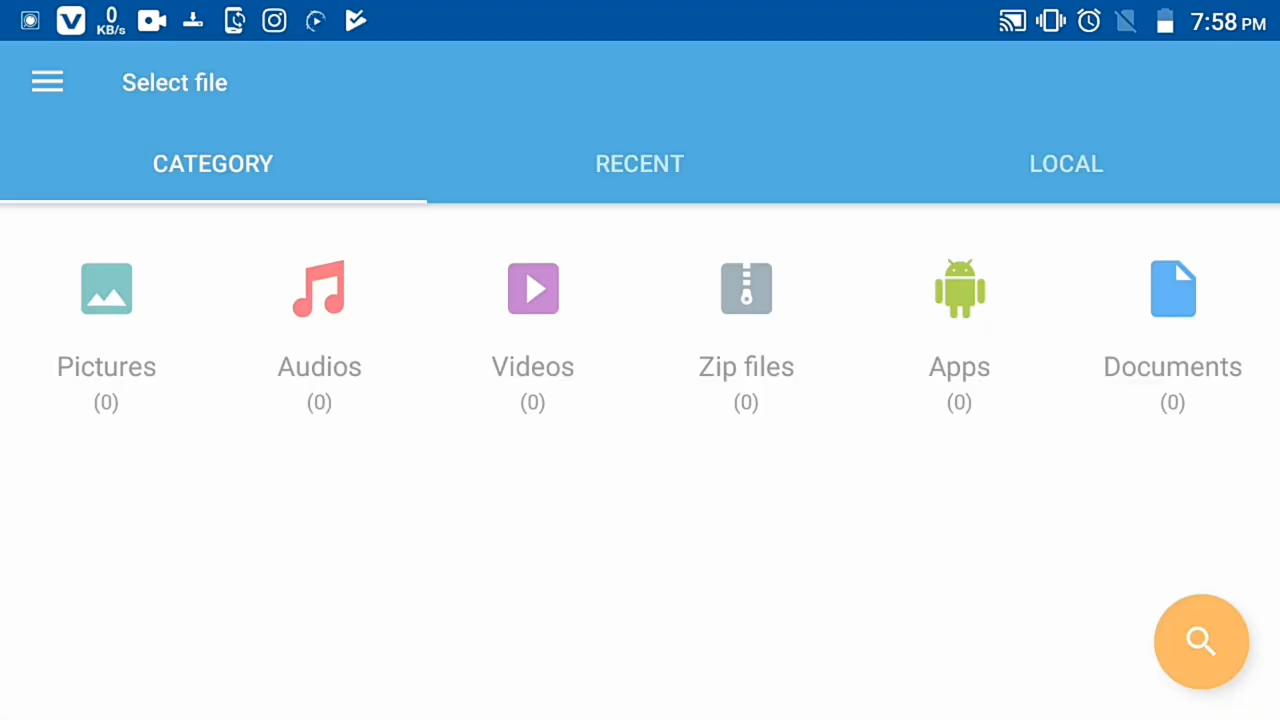 0
KB/s
7:58 PM
Select file
CATEGORY RECENT LOCAL
Pictures Audios Videos Zip files Apps Documents
(0) (0) (0) (0) (0) (0)